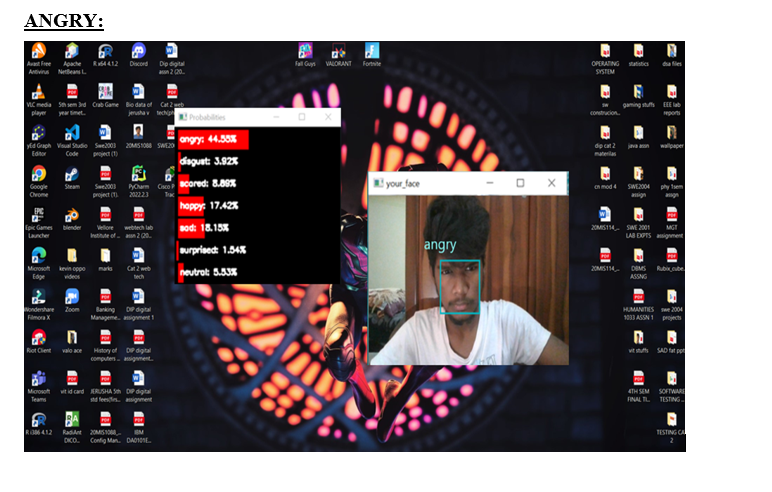 ANGRY:
Avast Free Antivirus
Apache NetBeans I...
R x64 4.1.2
Discord
Dip digital assn 2 (20...
Fall Guys
VALORANT
Fortnite
OPERATING SYSTEM
statistics
dsa files
VLC media player
5th sem 3rd year timet...
Crab Game
Bio data of jerusha v
Cat 2 web
sw construcion...
gaming stuffs
EEE lab reports
Probabilities
angry: 44.55%
disgust: 3.92%
scared: 8.89%
happy: 17.42%
sad: 18.15%
surprised: 1.54%
neutral: 5.53%
yEd Graph Editor
Visual Studio Code
Swe2003 project (1)
20MIS1088
dip cat 2 materilas
java assn
wallpaper
Google Chrome
Steam
Swe2003 project (1).
PyCharm 2022.2.3
Cisco P Trac
cn mod 4
SWE2004 assign
phy 1sem assgn
your_face
angry
Epic Games Launcher
blender
Vellore Institute of ...
webtech lab assn 2 (20...
20MIS114_...
SWE 2001 LAB EXPTS
MGT assignment
Microsoft Edge
kevin oppo videos
marks
Cat 2 web tech
20MIS114_...
DBMS ASSNG
Rubix_cube.
Wondershare Filmora X
Zoom
Banking Manageme...
DIP digital assignment 1
HUMANITIES 1033 ASSN 1
swe 2004 projects
Riot Client
valo ace
History of computers ...
DIP digital assignment...
vit stuffs
SAD fat ppt
Microsoft Teams
vit id card
JERUSHA 5th std fees(firs...
DIP digital assignment
4TH SEM FINAL TI...
SOFTWARE TESTING ...
R i386 4.1.2
RadiAnt DICO...
20MIS1088_... Config Man...
IBM DA0101E...
TESTING CA 2